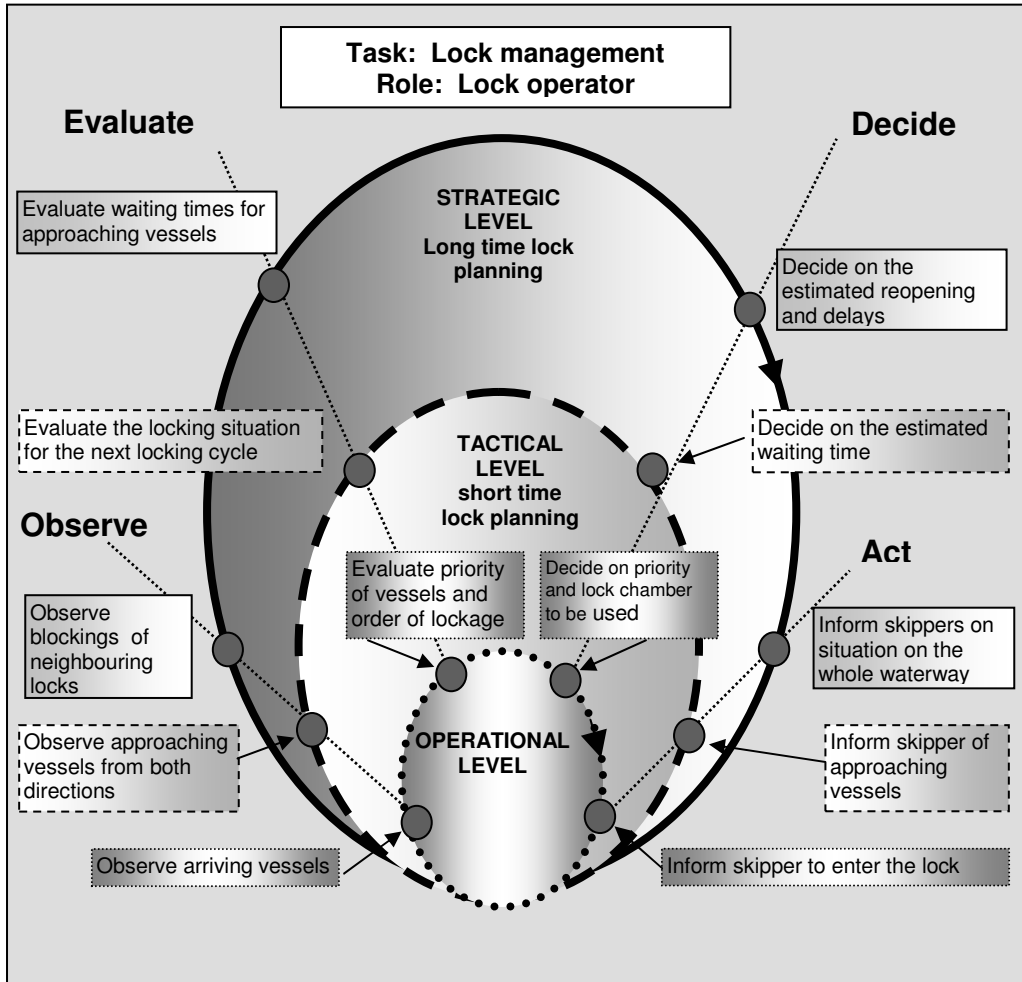 Task: Lock management
Role: Lock operator
Evaluate
Decide
STRATEGIC
LEVEL
Long time lock
planning
Evaluate waiting times for
approaching vessels
Decide on the
estimated reopening
and delays
Evaluate the locking situation
for the next locking cycle
TACTICAL
LEVEL
short time
lock planning
Decide on the estimated
waiting time
Observe
Act
Evaluate priority
of vessels and
order of lockage
Decide on priority
and lock chamber
to be used
Observe
blockings of
neighbouring
locks
Inform skippers on
situation on the
whole waterway
Observe approaching
vessels from both
directions
OPERATIONAL
LEVEL
Inform skipper of
approaching
vessels
Observe arriving vessels
Inform skipper to enter the lock